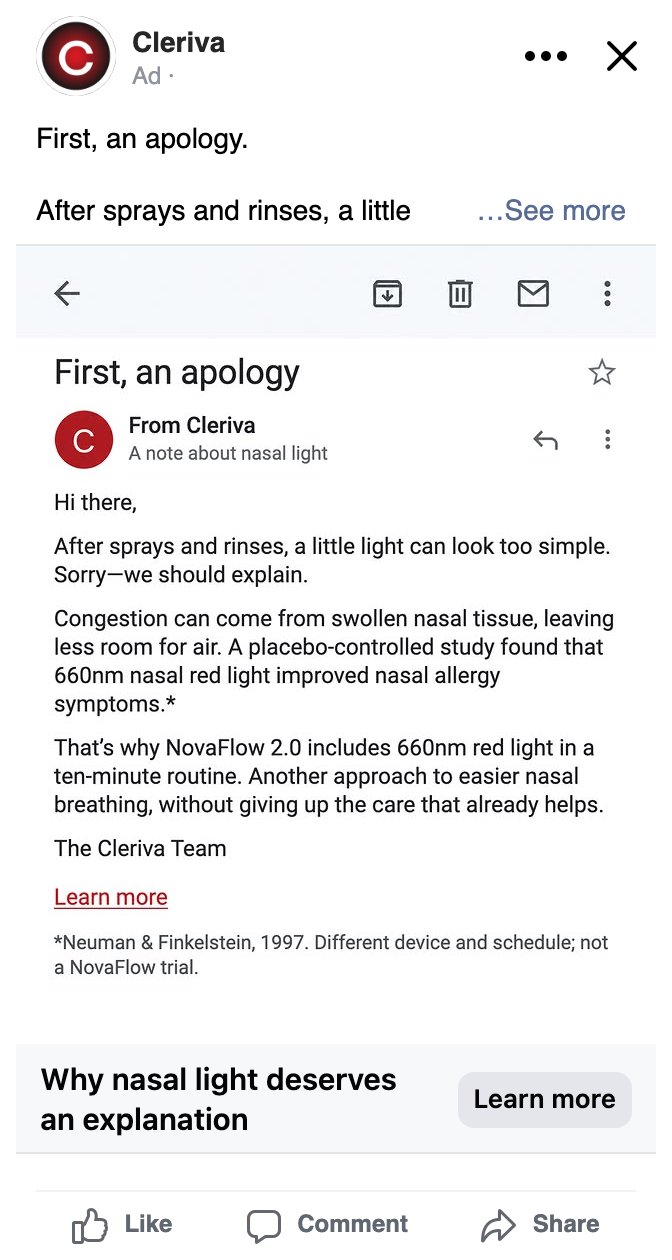 Cleriva
Ad ·
First, an apology.
After sprays and rinses, a little ...See more
First, an apology
C
From Cleriva
A note about nasal light
Hi there,
After sprays and rinses, a little light can look too simple.
Sorry—we should explain.
Congestion can come from swollen nasal tissue, leaving
less room for air. A placebo-controlled study found that
660nm nasal red light improved nasal allergy
symptoms.*
That’s why NovaFlow 2.0 includes 660nm red light in a
ten-minute routine. Another approach to easier nasal
breathing, without giving up the care that already helps.
The Cleriva Team
Learn more
*Neuman & Finkelstein, 1997. Different device and schedule; not
a NovaFlow trial.
Why nasal light deserves
an explanation
Learn more
Like Comment Share